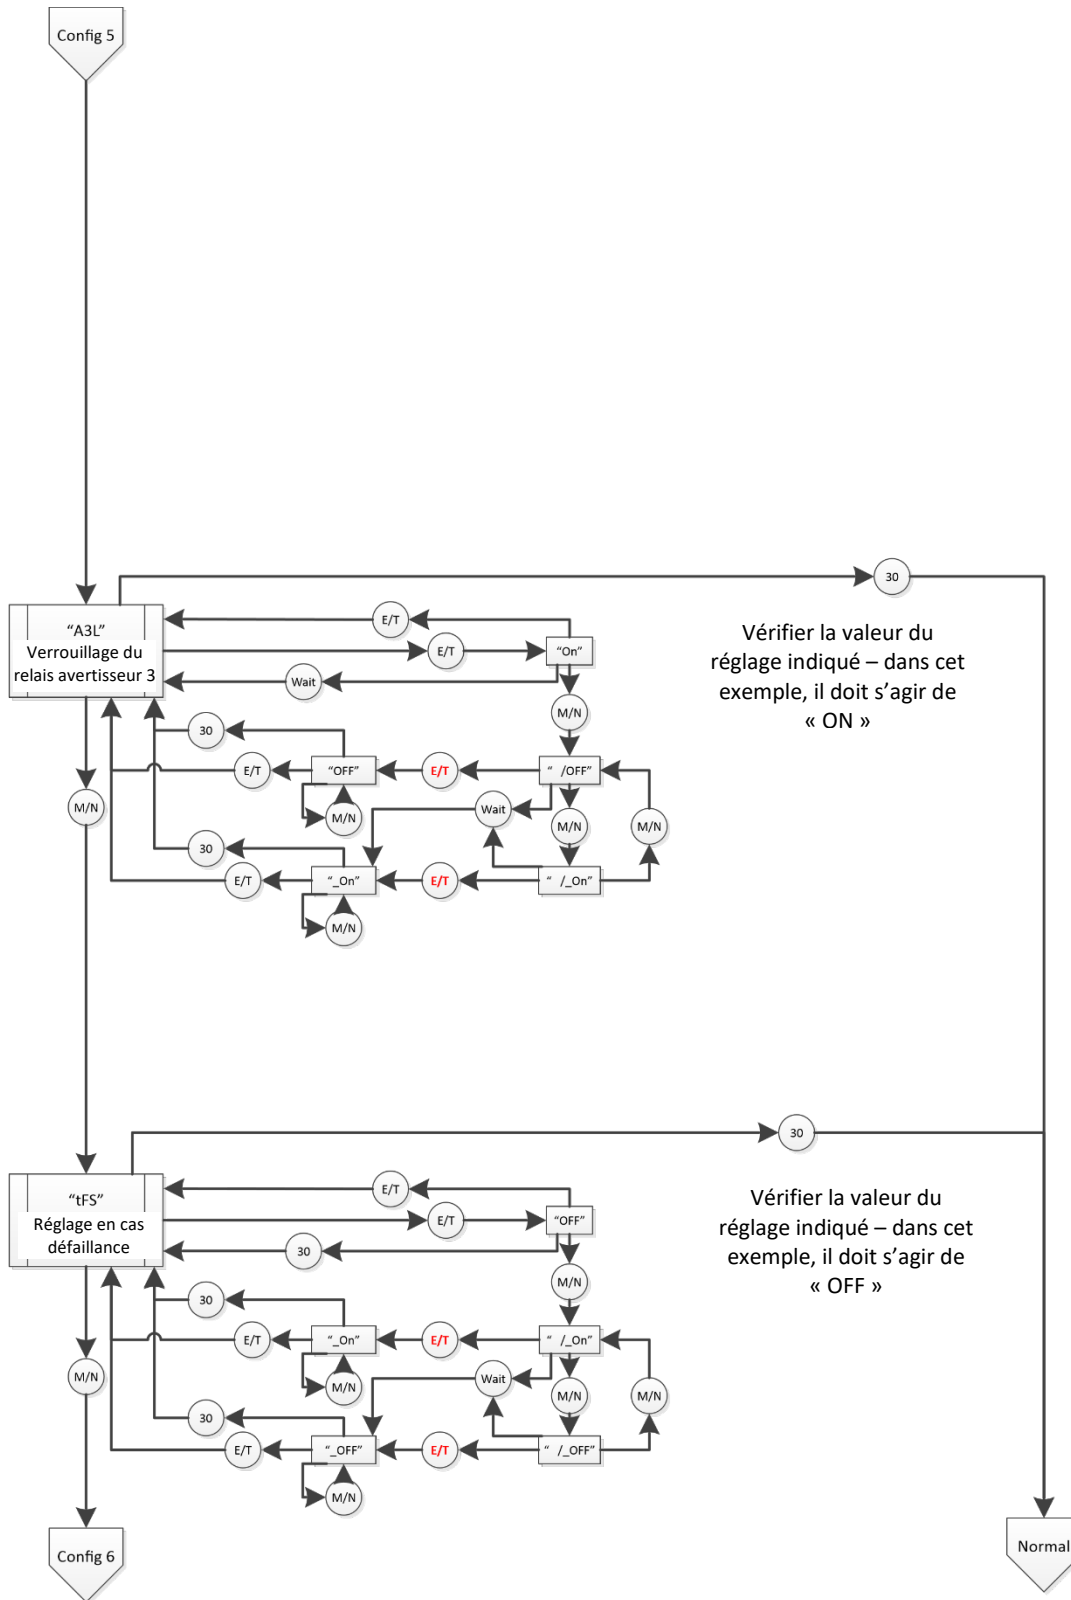 Config 5
30
“A3L”
Verrouillage du
relais avertisseur 3
E/T
E/T
“On”
Wait
Vérifier la valeur du
réglage indiqué – dans cet
exemple, il doit s’agir de
« ON »
M/N
30
“OFF”
E/T
E/T
“ /OFF”
M/N
M/N
Wait
M/N
M/N
30
“_On”
E/T
E/T
“ /_On”
M/N
30
“tFS”
Réglage en cas
défaillance
E/T
E/T
“OFF”
30
Vérifier la valeur du
réglage indiqué – dans cet
exemple, il doit s’agir de
« OFF »
M/N
30
“_On”
E/T
E/T
“ /_On”
M/N
M/N
Wait
M/N
M/N
30
“_OFF”
E/T
E/T
“ /_OFF”
M/N
Config 6
Normal